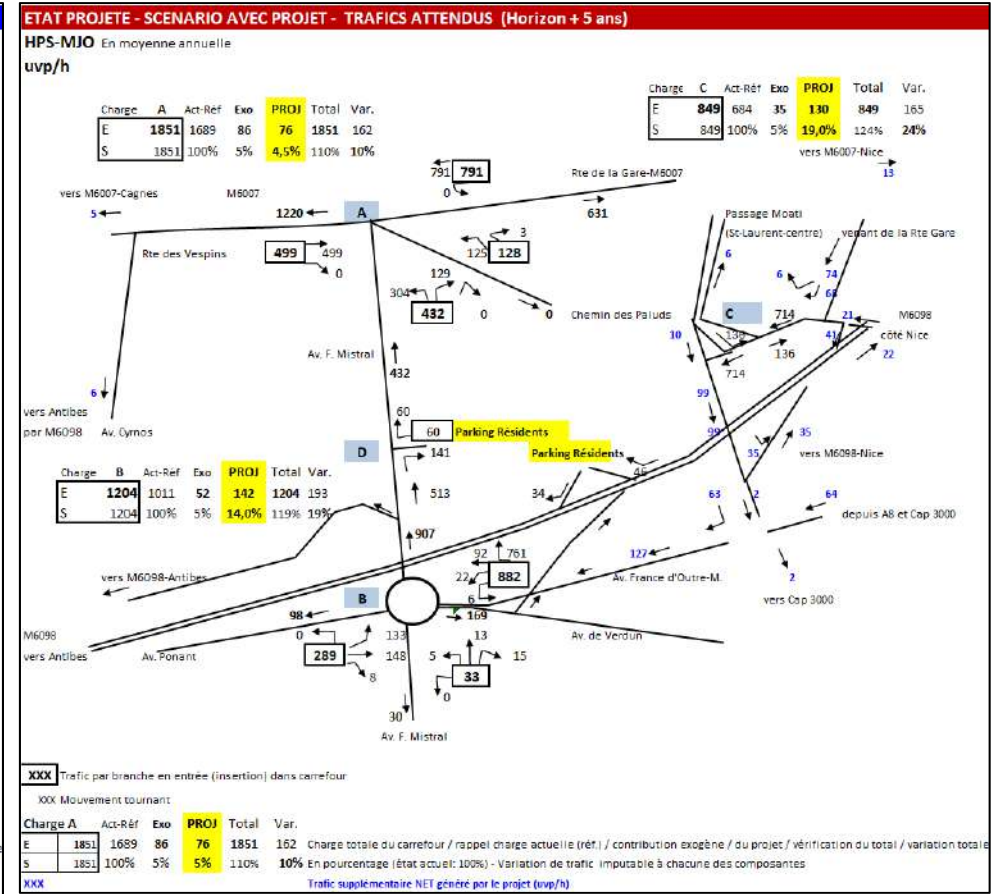 ETAT PROJETE - SCENARIO AVEC PROJET - TRAFICS ATTENDUS (Horizon + 5 ans)
HPS-MJO En moyenne annuelle
uvp/h
Charge A Act-Réf Exo PROJ Total Var.
E 1851 1689 86 76 1851 162
S 1851 100% 5% 4,5% 110% 10%
Charge C Act-Réf Exo PROJ Total Var.
E 849 684 35 130 849 165
S 849 100% 5% 19,0% 124% 24%
vers M6007-Nice
13
791 791
0
Rte de la Gare-M6007
vers M6007-Cagnes M6007
5
1220 A
631
Rte des Vespins
499 499
0
3
125 128
129
304
432 0
0 Chemin des Paluds
Passage Moati
(St-Laurent-centre)
venant de la Rte Gare
6
6 74
68
C 714
21 M6098
côté Nice
10
136
41
22
714
Av. F. Mistral
432
99
99
6
vers Antibes
par M6098 Av. Cyrnos
60
60 Parking Résidents
D 141
Parking Résidents
46
35
35
vers M6098-Nice
Charge B Act-Réf Exo PROJ Total Var.
E 1204 1011 52 142 1204 193
S 1204 100% 5% 14,0% 119% 19%
513
34
63 2 64
depuis A8 et Cap 3000
907
92 761
127
22 882
6
vers M6098-Antibes
Av. France d'Outre-M.
2
vers Cap 3000
B
98
169
M6098
vers Antibes
Av. Ponant
0
133
289 148
8
13
5 15
33
0
Av. de Verdun
30
Av. F. Mistral
XXX Trafic par branche en entrée (insertion) dans carrefour
XXX Mouvement tournant
Charge A Act-Réf Exo PROJ Total Var.
E 1851 1689 86 76 1851 162 Charge totale du carrefour / rappel charge actuelle (réf.) / contribution exogène / du projet / vérification du total / variation totale
S 1851 100% 5% 5% 110% 10% En pourcentage (état actuel: 100%) - Variation de trafic imputable à chacune des composantes
XXX Trafic supplémentaire NET généré par le projet (uvp/h)